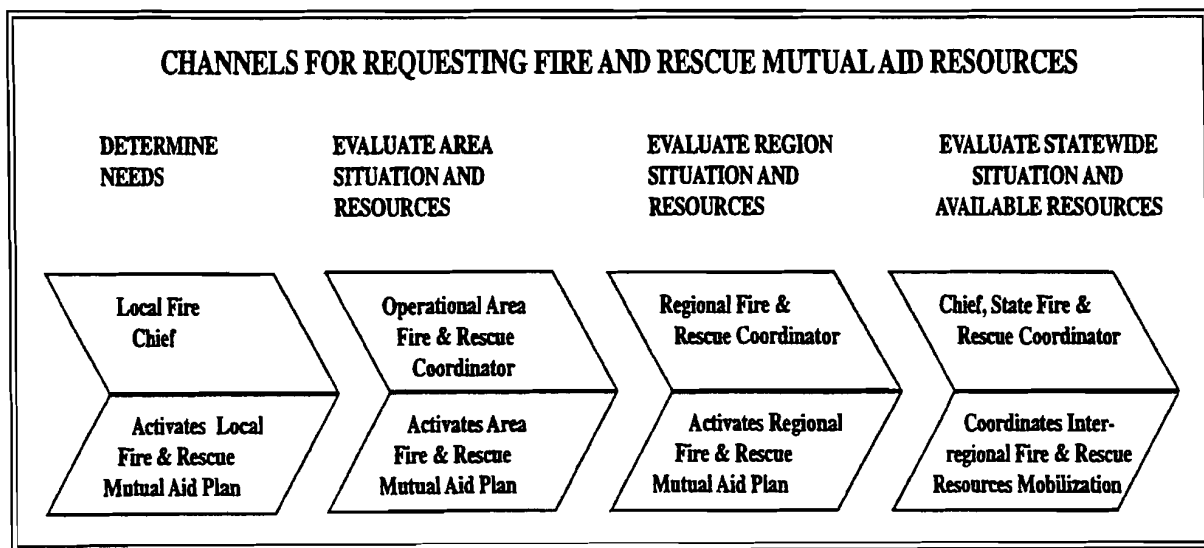 CHANNELS FOR REQUESTING FIRE AND RESCUE MUTUAL AID RESOURCES
DETERMINE
NEEDS
EVALUATE AREA
SITUATION AND
RESOURCES
EVALUATE REGION
SITUATION AND
RESOURCES
EVALUATE STATEWIDE
SITUATION AND
AVAILABLE RESOURCES
Local Fire
Chief
Operational Area
Fire & Rescue
Coordinator
Regional Fire &
Rescue Coordinator
Chief, State Fire &
Rescue Coordinator
Activates Local
Fire & Rescue
Mutual Aid Plan
Activates Area
Fire & Rescue
Mutual Aid Plan
Activates Regional
Fire & Rescue
Mutual Aid Plan
Coordinates Inter-
regional Fire & Rescue
Resources Mobilization